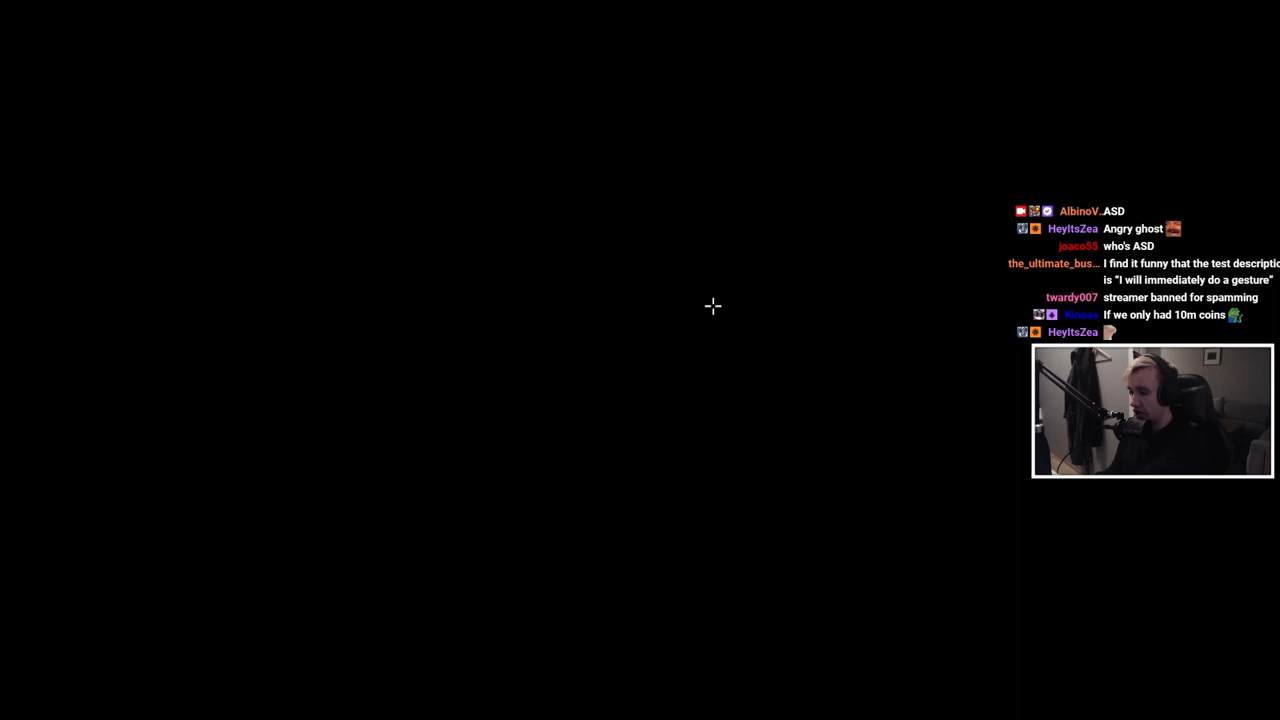 AlbinoV... ASD
HeyItsZea Angry ghost
joaco55 who's ASD
the_ultimate_bus... I find it funny that the test descriptio
is “I will immediately do a gesture”
twardy007 streamer banned for spamming
If we only had 10m coins
HeyItsZea